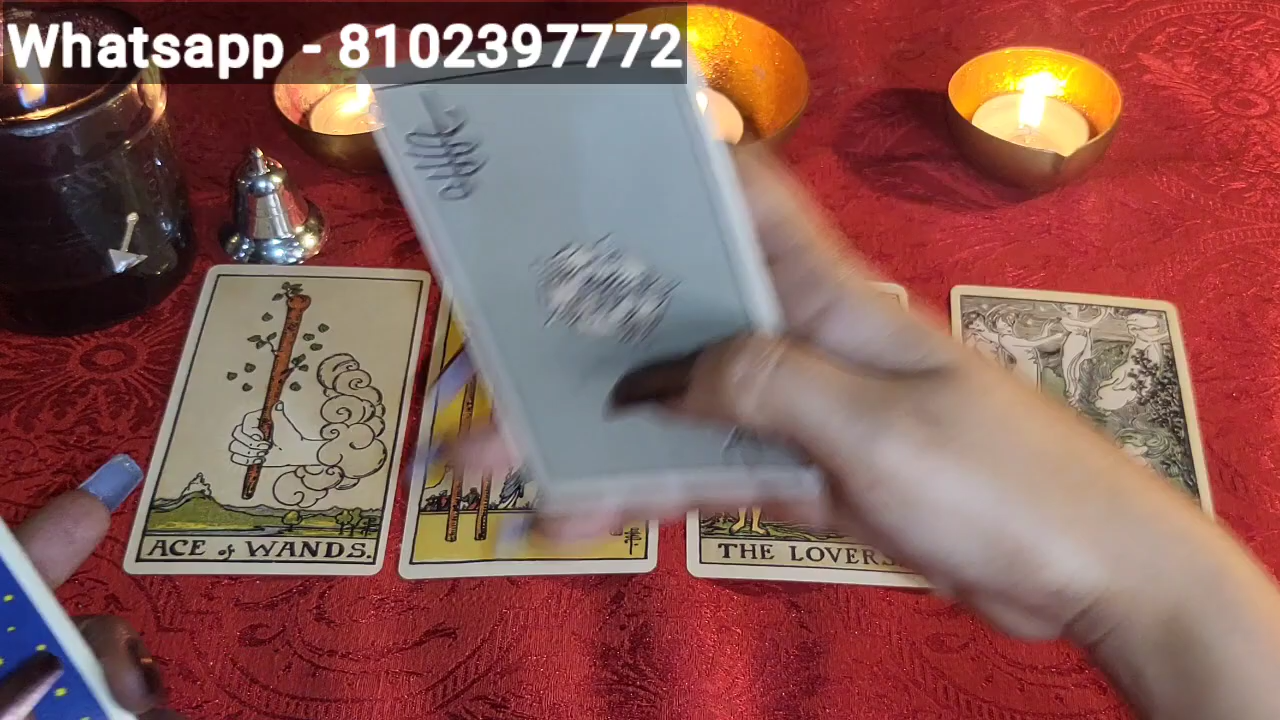 Whatsapp - 8102397772
ACE of WANDS.
THE LOVERS.